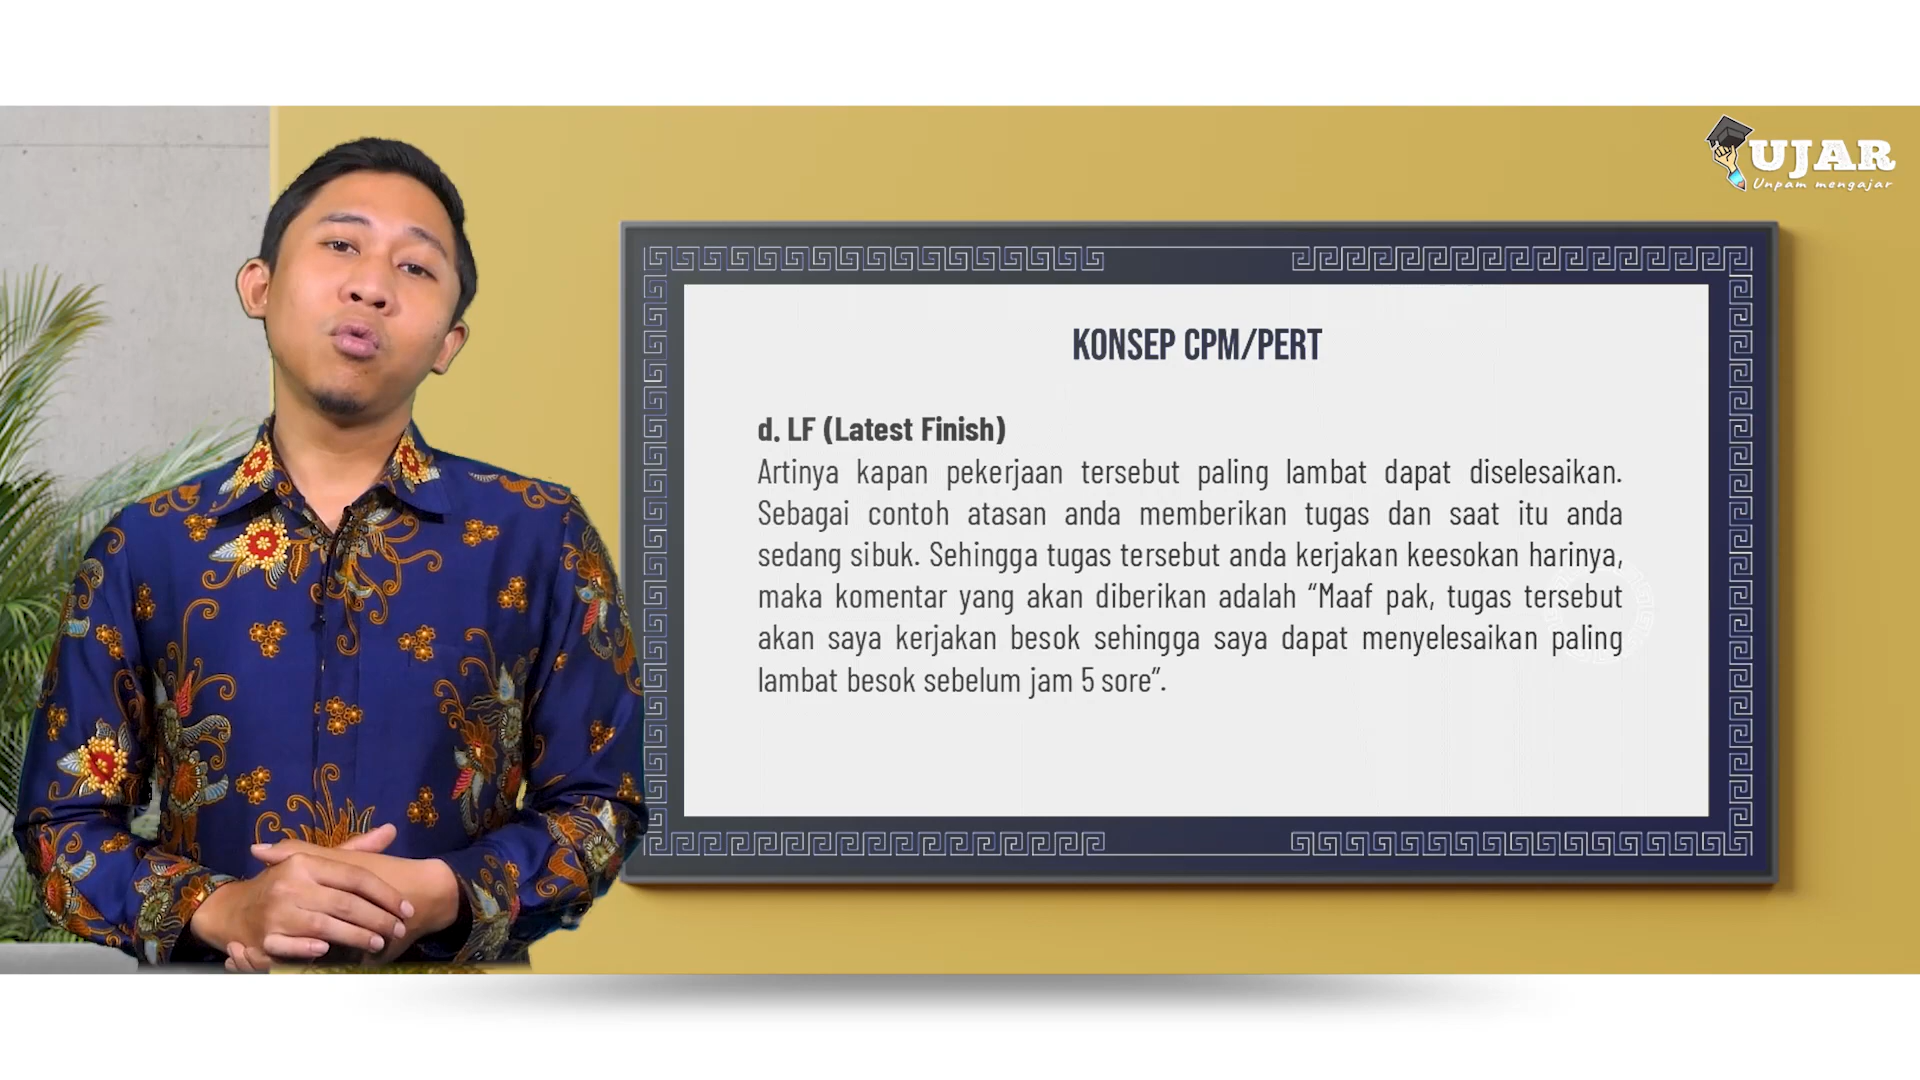 UJAR
Unpam mengajar
KONSEP CPM/PERT
d. LF (Latest Finish)
Artinya kapan pekerjaan tersebut paling lambat dapat diselesaikan.
Sebagai contoh atasan anda memberikan tugas dan saat itu anda
sedang sibuk. Sehingga tugas tersebut anda kerjakan keesokan harinya,
maka komentar yang akan diberikan adalah “Maaf pak, tugas tersebut
akan saya kerjakan besok sehingga saya dapat menyelesaikan paling
lambat besok sebelum jam 5 sore”.